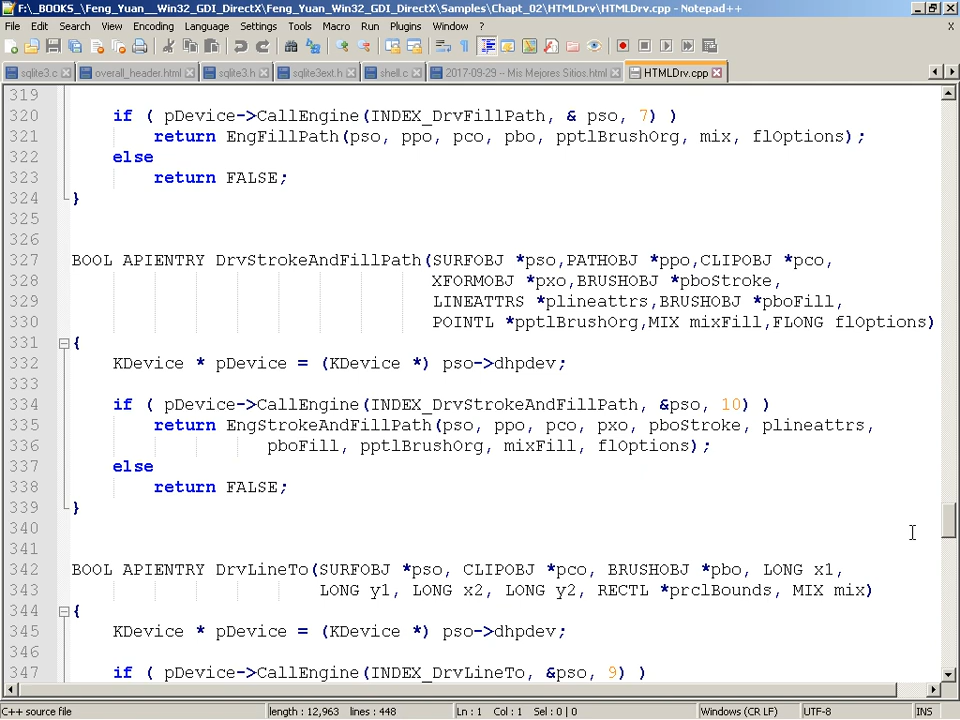 F:\_BOOKS_\Feng_Yuan__Win32_GDI_DirectX\Feng_Yuan_Win32_GDI_DirectX\Samples\Chapt_02\HTMLDrv\HTMLDrv.cpp - Notepad++
File Edit Search View Encoding Language Settings Tools Macro Run Plugins Window ? X
sqlite3.c overall_header.html sqlite3.h sqlite3ext.h shell.c 2017-09-29 -- Mis Mejores Sitios.html HTMLDrv.cpp
319
320 if ( pDevice->CallEngine(INDEX_DrvFillPath, & pso, 7) )
321 return EngFillPath(pso, ppo, pco, pbo, pptlBrushOrg, mix, flOptions);
322 else
323 return FALSE;
324 }
325
326
327 BOOL APIENTRY DrvStrokeAndFillPath(SURFOBJ *pso,PATHOBJ *ppo,CLIPOBJ *pco,
328 XFORMOBJ *pxo,BRUSHOBJ *pboStroke,
329 LINEATTRS *plineattrs,BRUSHOBJ *pboFill,
330 POINTL *pptlBrushOrg,MIX mixFill,FLONG flOptions)
331 {
332 KDevice * pDevice = (KDevice *) pso->dhpdev;
333
334 if ( pDevice->CallEngine(INDEX_DrvStrokeAndFillPath, &pso, 10) )
335 return EngStrokeAndFillPath(pso, ppo, pco, pxo, pboStroke, plineattrs,
336 pboFill, pptlBrushOrg, mixFill, flOptions);
337 else
338 return FALSE;
339 }
340
341
342 BOOL APIENTRY DrvLineTo(SURFOBJ *pso, CLIPOBJ *pco, BRUSHOBJ *pbo, LONG x1,
343 LONG y1, LONG x2, LONG y2, RECTL *prclBounds, MIX mix)
344 {
345 KDevice * pDevice = (KDevice *) pso->dhpdev;
346
347 if ( pDevice->CallEngine(INDEX_DrvLineTo, &pso, 9) )
C++ source file length : 12,963 lines : 448 Ln : 1 Col : 1 Sel : 0 | 0 Windows (CR LF) UTF-8 INS